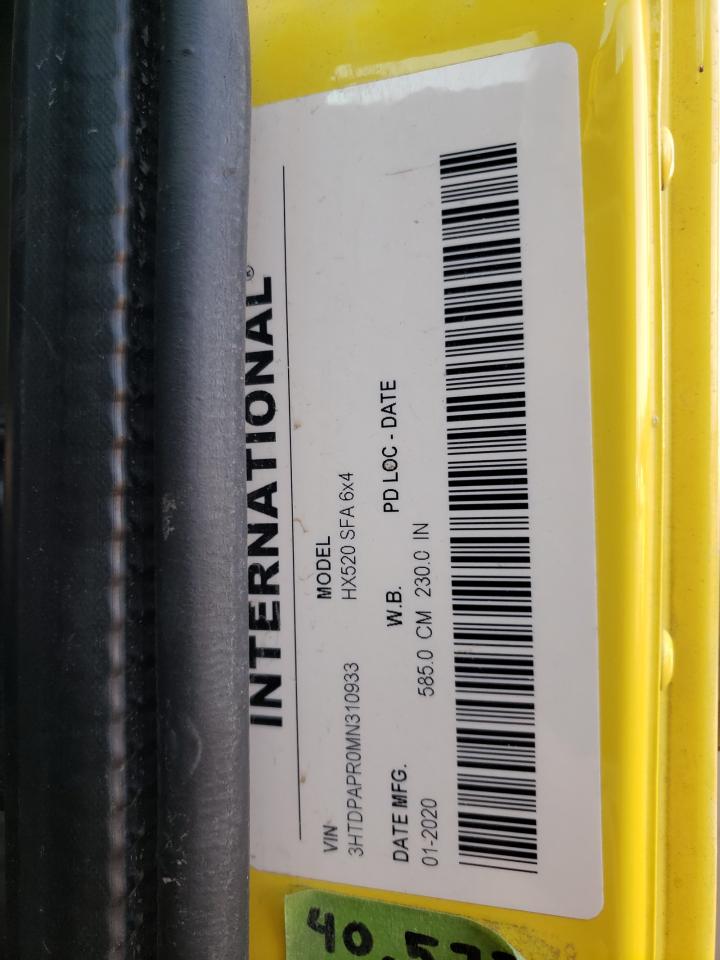 INTERNATIONAL®
VIN MODEL
3HTDPAPR0MN310933 HX520 SFA 6x4
DATE MFG. W.B. PD LOC - DATE
01-2020 585.0 CM 230.0 IN
40,